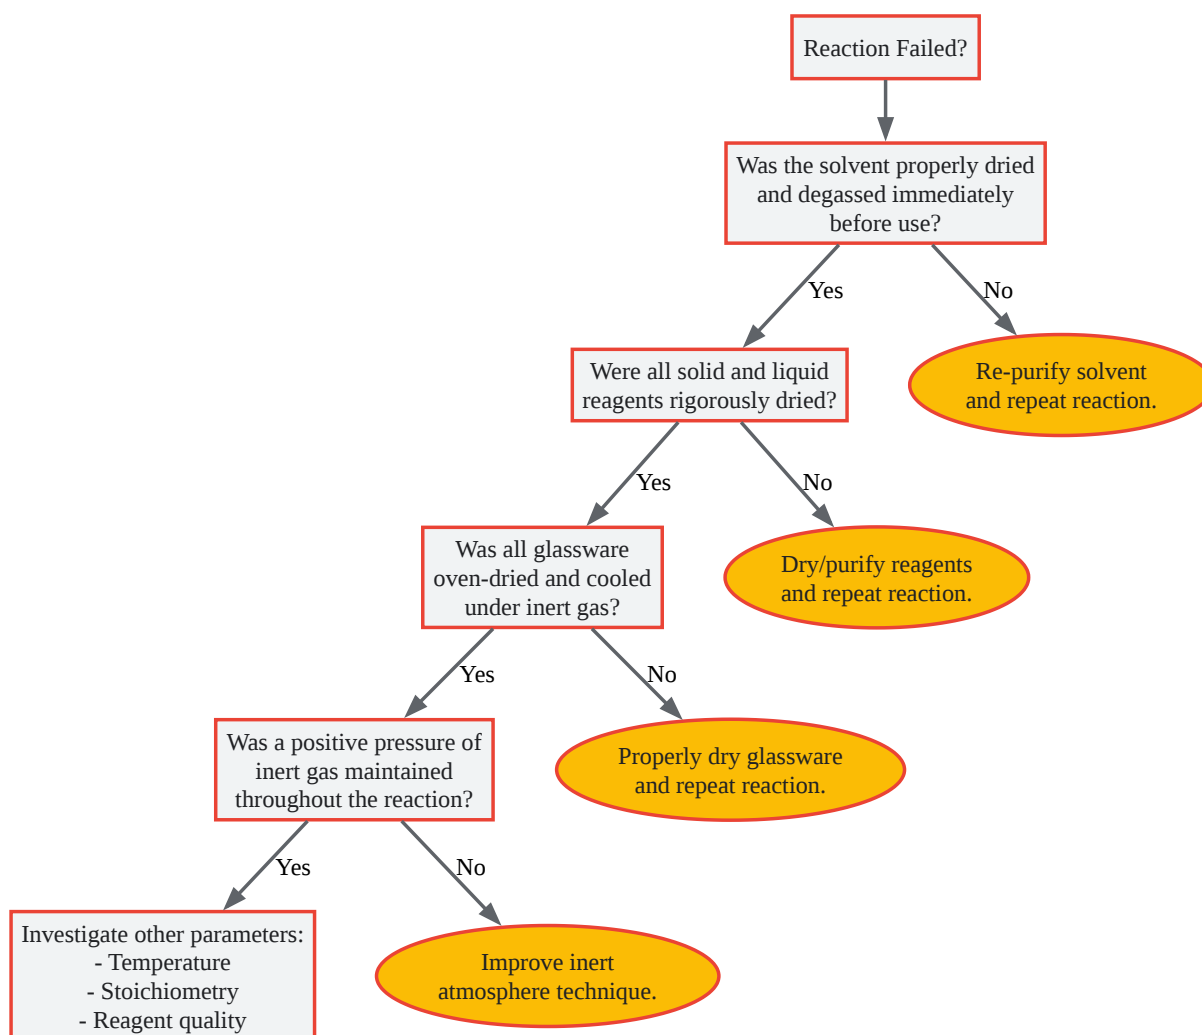 Reaction Failed?
Was the solvent properly dried
and degassed immediately
before use?
Yes
No
Were all solid and liquid
reagents rigorously dried?
Re-purify solvent
and repeat reaction.
Yes
No
Was all glassware
oven-dried and cooled
under inert gas?
Dry/purify reagents
and repeat reaction.
Yes
No
Was a positive pressure of
inert gas maintained
throughout the reaction?
Properly dry glassware
and repeat reaction.
Yes
No
Investigate other parameters:
- Temperature
- Stoichiometry
- Reagent quality
Improve inert
atmosphere technique.